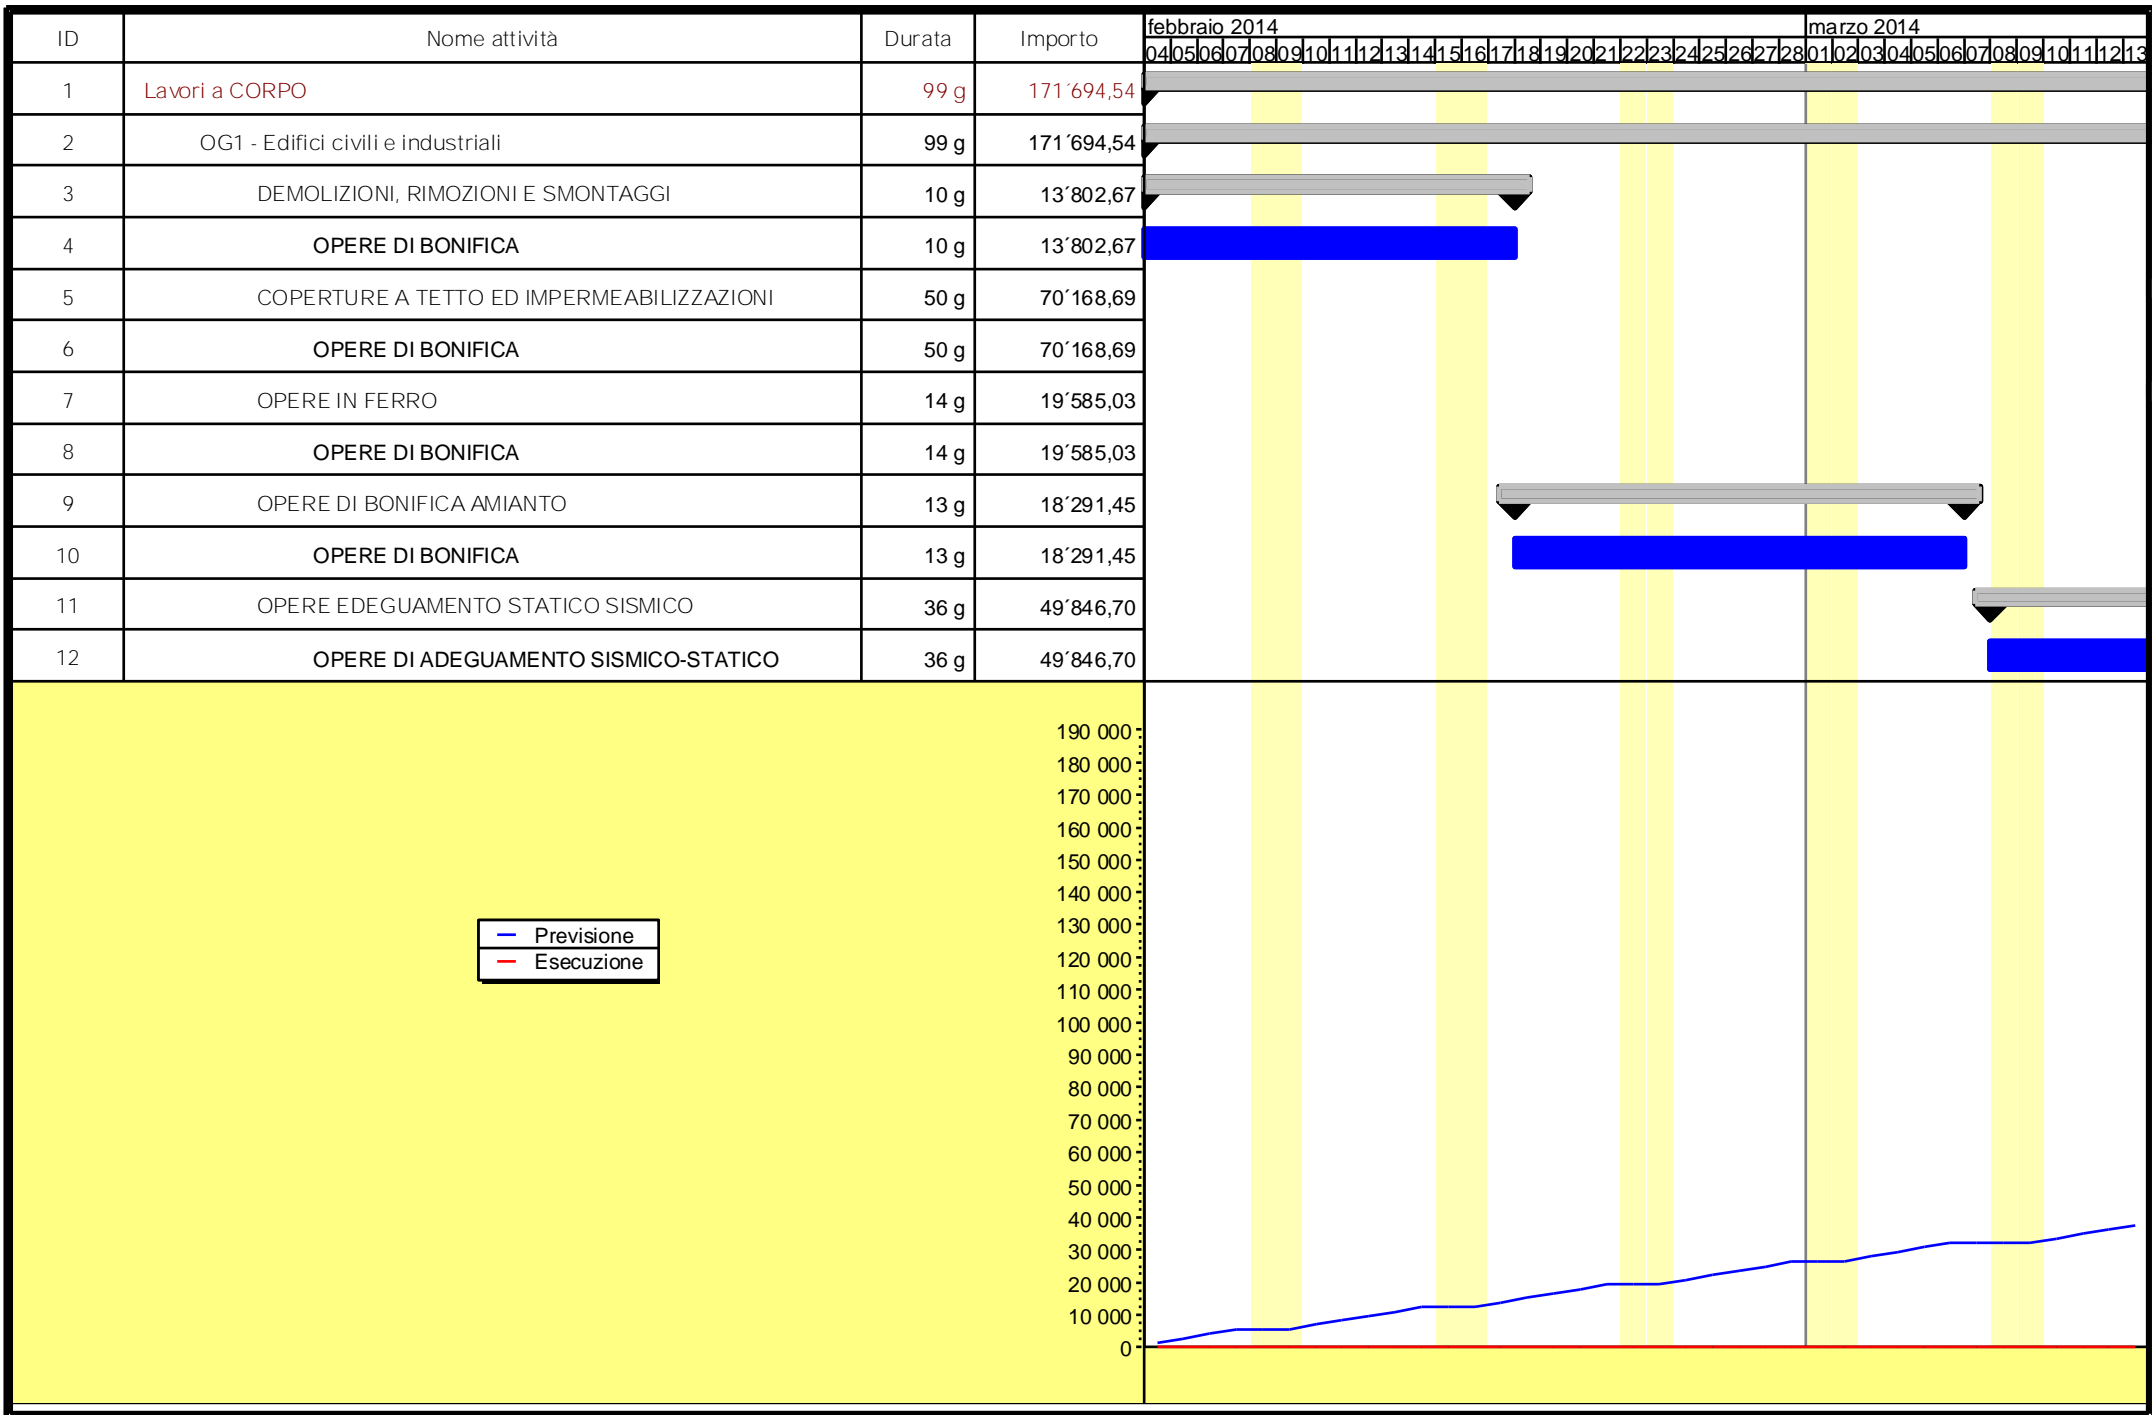 ID Nome attività Durata Importo febbraio 2014 marzo 2014
04 05 06 07 08 09 10 11 12 13 14 15 16 17 18 19 20 21 22 23 24 25 26 27 28 01 02 03 04 05 06 07 08 09 10 11 12 13
1 Lavori a CORPO 99 g 171´694,54
2 OG1 - Edifici civili e industriali 99 g 171´694,54
3 DEMOLIZIONI, RIMOZIONI E SMONTAGGI 10 g 13´802,67
4 OPERE DI BONIFICA 10 g 13´802,67
5 COPERTURE A TETTO ED IMPERMEABILIZZAZIONI 50 g 70´168,69
6 OPERE DI BONIFICA 50 g 70´168,69
7 OPERE IN FERRO 14 g 19´585,03
8 OPERE DI BONIFICA 14 g 19´585,03
9 OPERE DI BONIFICA AMIANTO 13 g 18´291,45
10 OPERE DI BONIFICA 13 g 18´291,45
11 OPERE EDEGUAMENTO STATICO SISMICO 36 g 49´846,70
12 OPERE DI ADEGUAMENTO SISMICO-STATICO 36 g 49´846,70
190 000
180 000
170 000
160 000
150 000
140 000
130 000
Previsione
120 000
Esecuzione
110 000
100 000
90 000
80 000
70 000
60 000
50 000
40 000
30 000
20 000
10 000
0